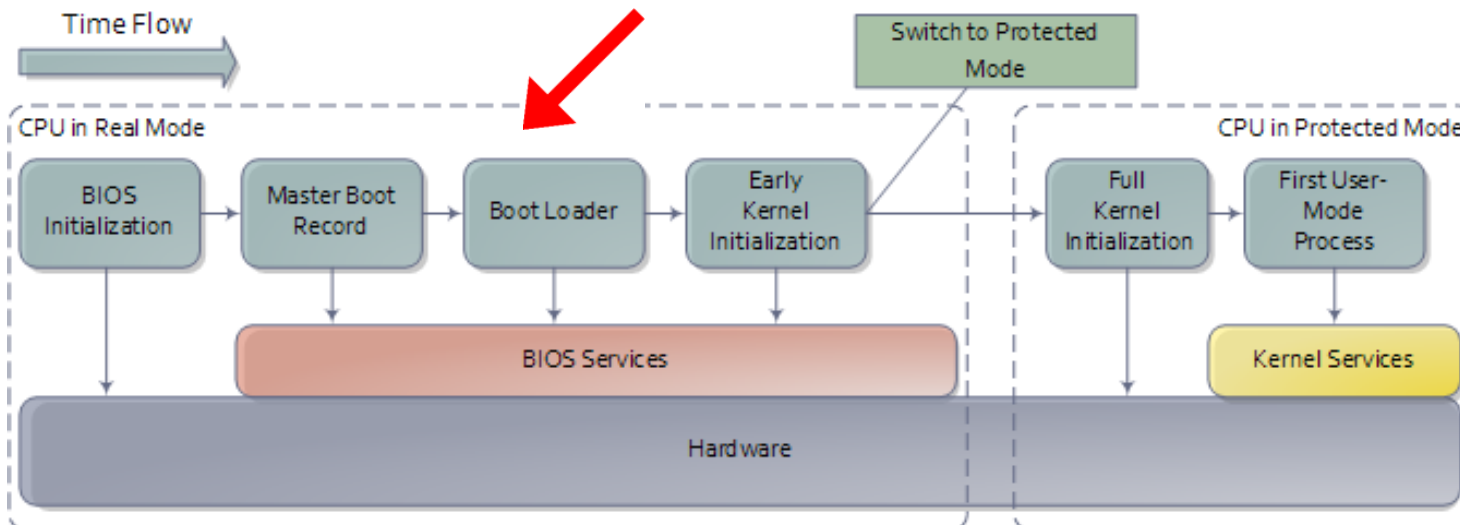 Time Flow
Switch to Protected
Mode
CPU in Real Mode
CPU in Protected Mode
BIOS
Initialization
Master Boot
Record
Boot Loader
Early
Kernel
Initialization
Full
Kernel
Initialization
First User-
Mode
Process
BIOS Services
Kernel Services
Hardware